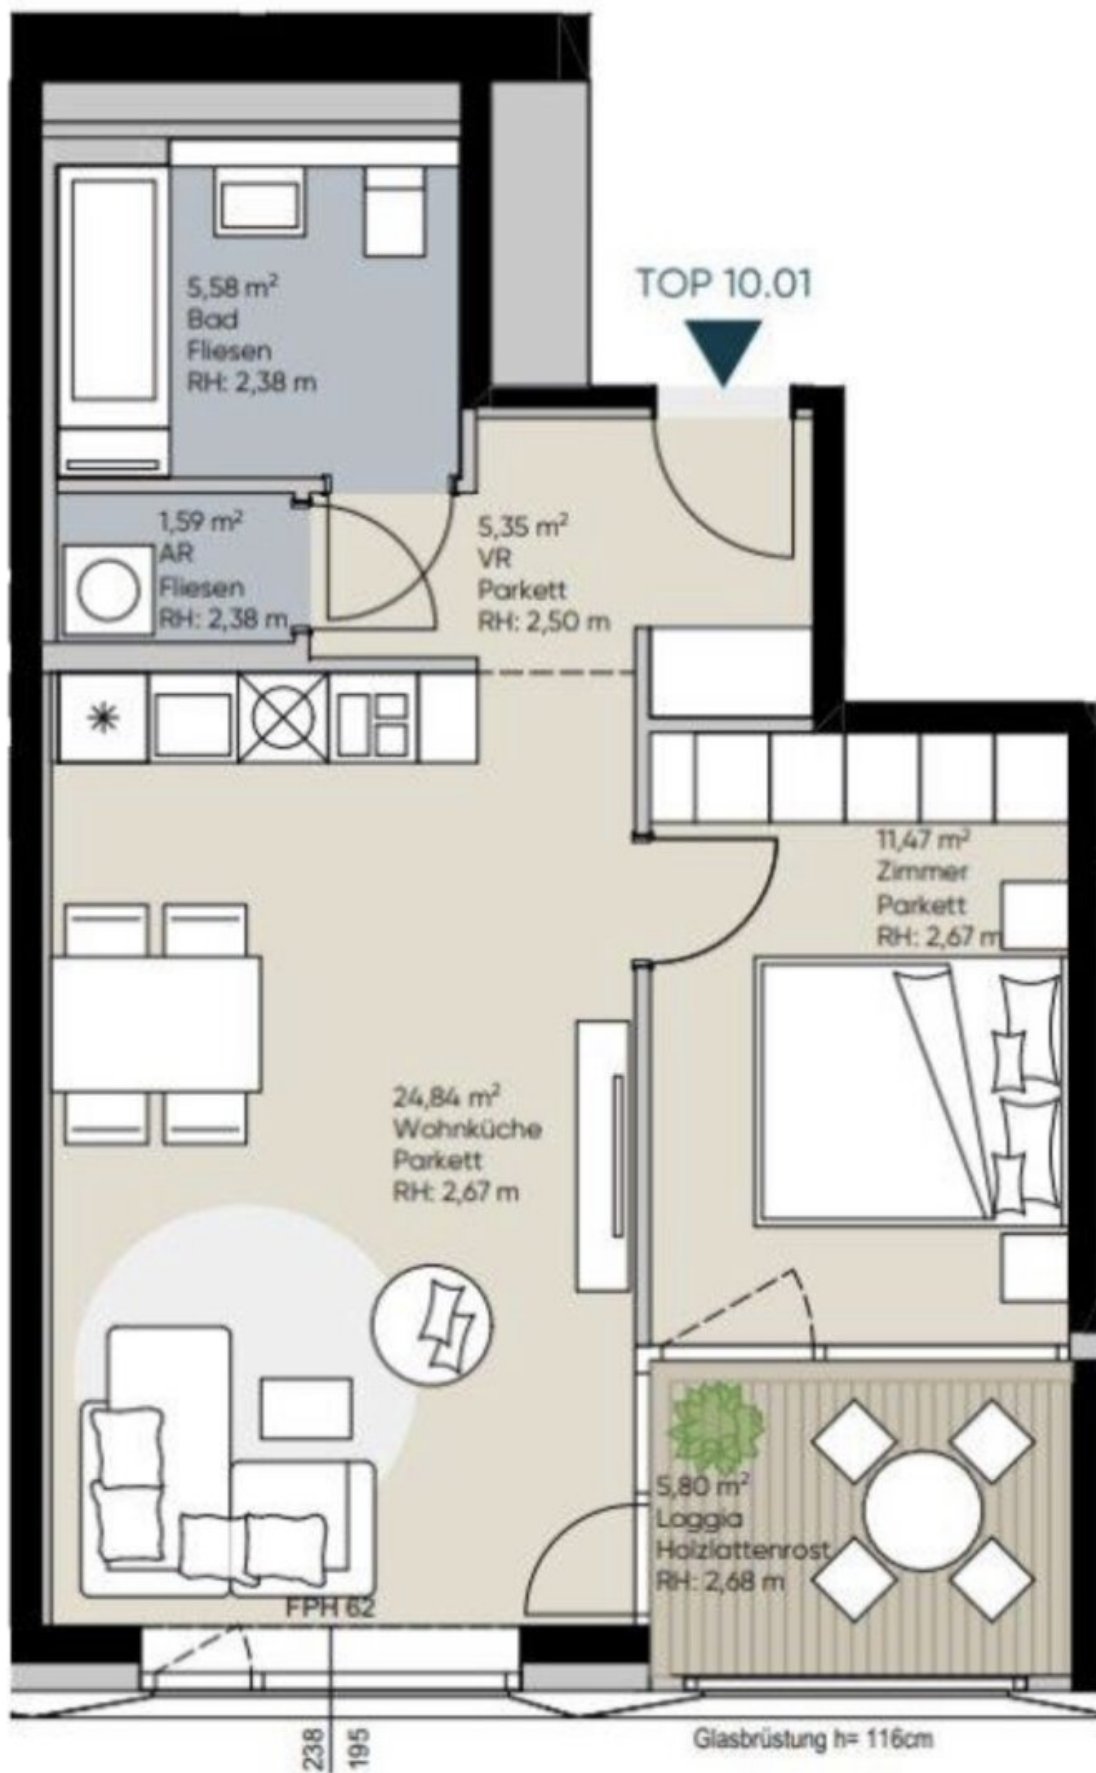 TOP 10.01
5,58 m²
Bad
Fliesen
RH: 2,38 m
1,59 m²
AR
Fliesen
RH: 2,38 m
5,35 m²
VR
Parkett
RH: 2,50 m
11,47 m²
Zimmer
Parkett
RH: 2,67 m
24,84 m²
Wohnküche
Parkett
RH: 2,67 m
5,80 m²
Loggia
Holzlattenrost
RH: 2,68 m
FPH 62
238
195
Glasbrüstung h= 116cm